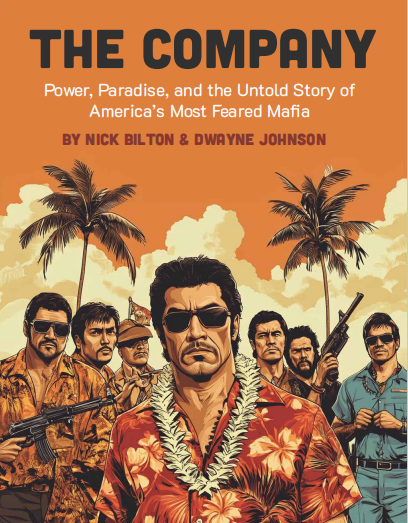 THE COMPANY
Power, Paradise, and the Untold Story of
America's Most Feared Mafia
BY NICK BILTON & DWAYNE JOHNSON